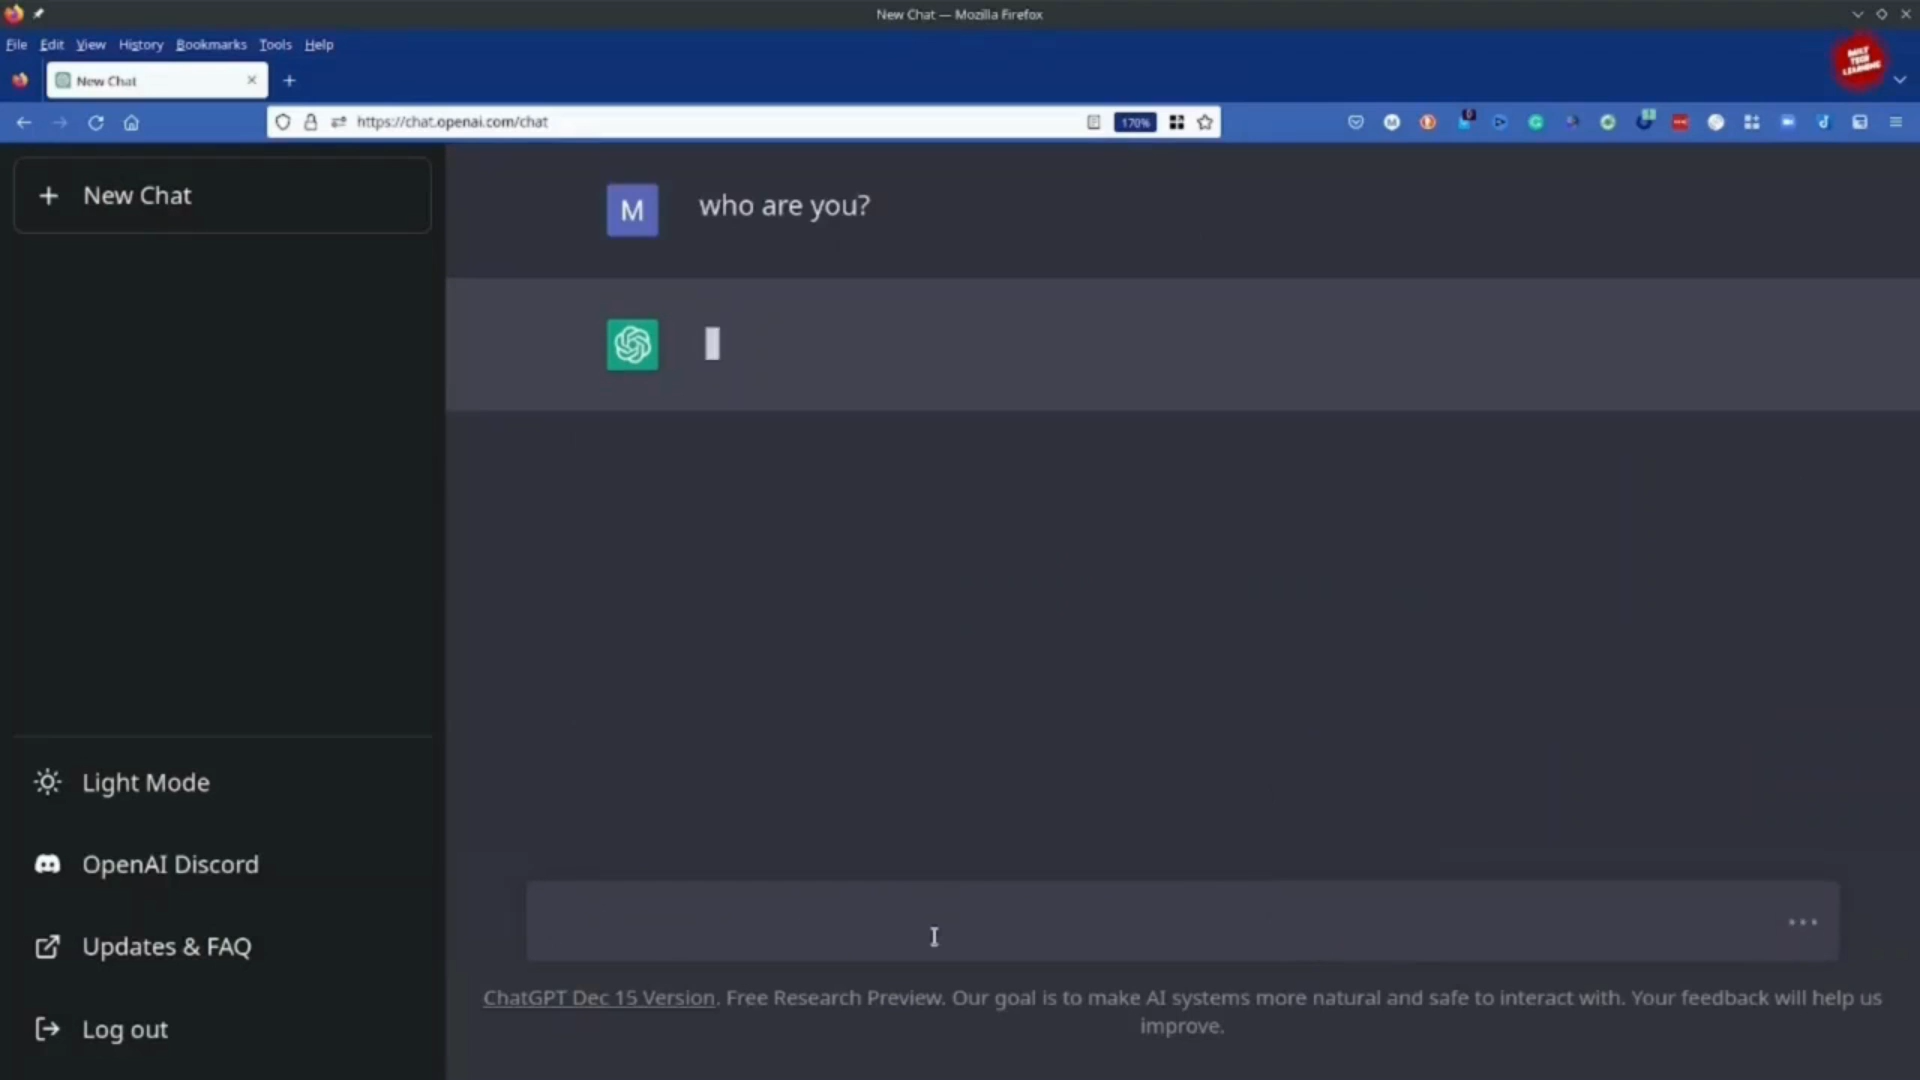 New Chat — Mozilla Firefox
File Edit View History Bookmarks Tools Help
DAILY
TECH
LEARNING
New Chat
https://chat.openai.com/chat
170%
New Chat
M
who are you?
Light Mode
OpenAI Discord
Updates & FAQ
Log out
ChatGPT Dec 15 Version. Free Research Preview. Our goal is to make AI systems more natural and safe to interact with. Your feedback will help us
improve.